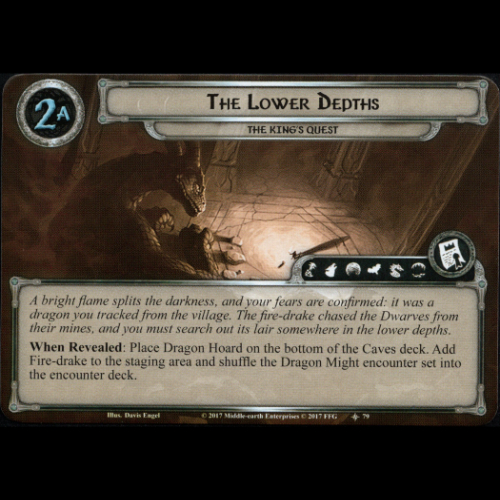 2A
THE LOWER DEPTHS
THE KING'S QUEST
A bright flame splits the darkness, and your fears are confirmed: it was a
dragon you tracked from the village. The fire-drake chased the Dwarves from
their mines, and you must search out its lair somewhere in the lower depths.
When Revealed: Place Dragon Hoard on the bottom of the Caves deck. Add
Fire-drake to the staging area and shuffle the Dragon Might encounter set into
the encounter deck.
Illus. Davis Engel © 2017 Middle-earth Enterprises © 2017 FFG 79